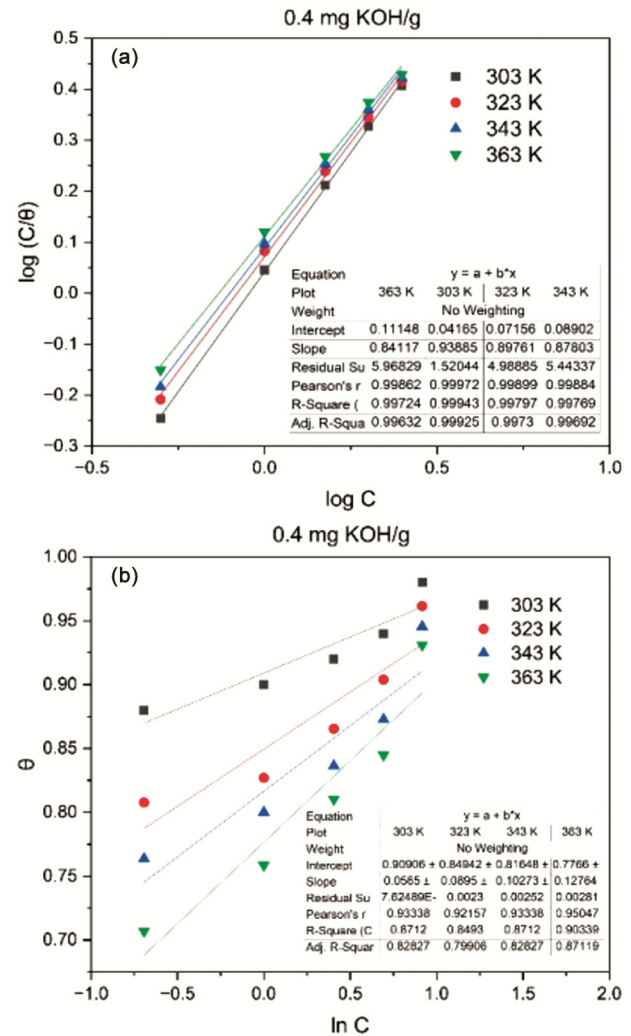 0.4 mg KOH/g
(a)
303 K
323 K
343 K
363 K
log (C/θ)
0.5
0.4
0.3
0.2
0.1
0.0
-0.1
-0.2
-0.3
Equation y = a + b*x
Plot 363 K 303 K 323 K 343 K
Weight No Weighting
Intercept 0.11148 0.04165 0.07156 0.08902
Slope 0.84117 0.93885 0.89761 0.87803
Residual Su 5.96829 1.52044 4.98885 5.44337
Pearson's r 0.99862 0.99972 0.99899 0.99884
R-Square ( 0.99724 0.99943 0.99797 0.99769
Adj. R-Squa 0.99632 0.99925 0.9973 0.99692
-0.5 0.0 0.5 1.0
log C
0.4 mg KOH/g
(b)
303 K
323 K
343 K
363 K
θ
1.00
0.95
0.90
0.85
0.80
0.75
0.70
Equation y = a + b*x
Plot 303 K 323 K 343 K 363 K
Weight No Weighting
Intercept 0.90906 ± 0.84942 ± 0.81648 ± 0.7766 ±
Slope 0.0565 ± 0.0895 ± 0.10273 ± 0.12764
Residual Su 7.62489E- 0.0023 0.00252 0.00281
Pearson's r 0.93338 0.92157 0.93338 0.95047
R-Square (C 0.8712 0.8493 0.8712 0.90339
Adj. R-Squar 0.82827 0.79906 0.82827 0.87119
-1.0 -0.5 0.0 0.5 1.0 1.5 2.0
ln C